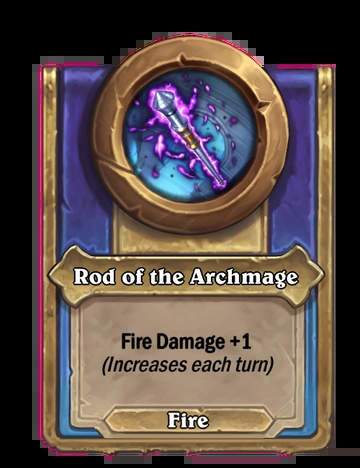 Rod of the Archmage
Fire Damage +1
(Increases each turn)
Fire